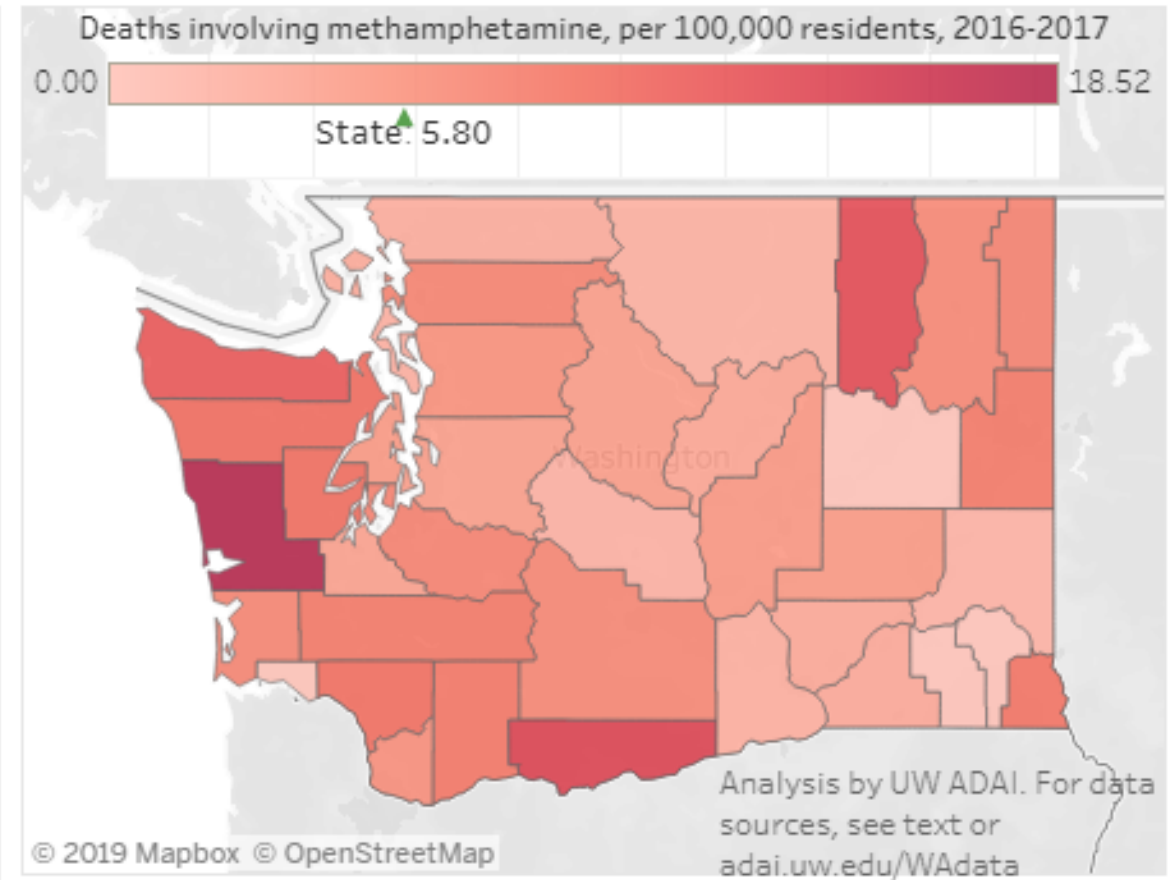 Deaths involving methamphetamine, per 100,000 residents, 2016-2017
0.00
18.52
State: 5.80
Washington
Analysis by UW ADAI. For data
sources, see text or
adai.uw.edu/WAdata
© 2019 Mapbox © OpenStreetMap